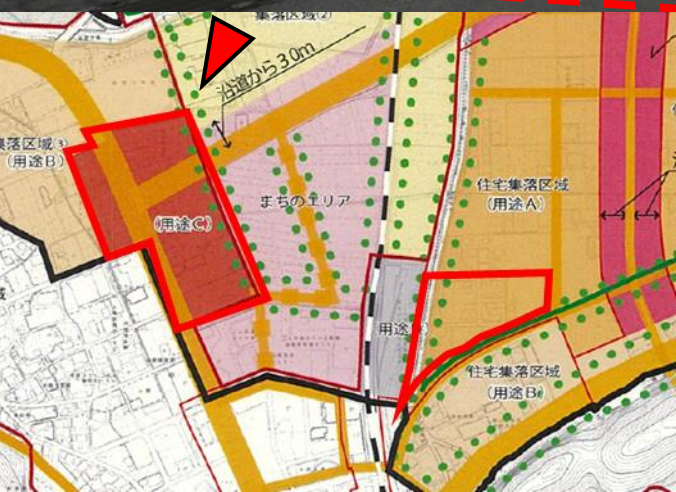 集落区域(2)
沿道から30m
集落区域(3)
(用途B)
まちのエリア
(用途C)
住宅集落区域
(用途A)
用途
住宅集落区域
(用途B)